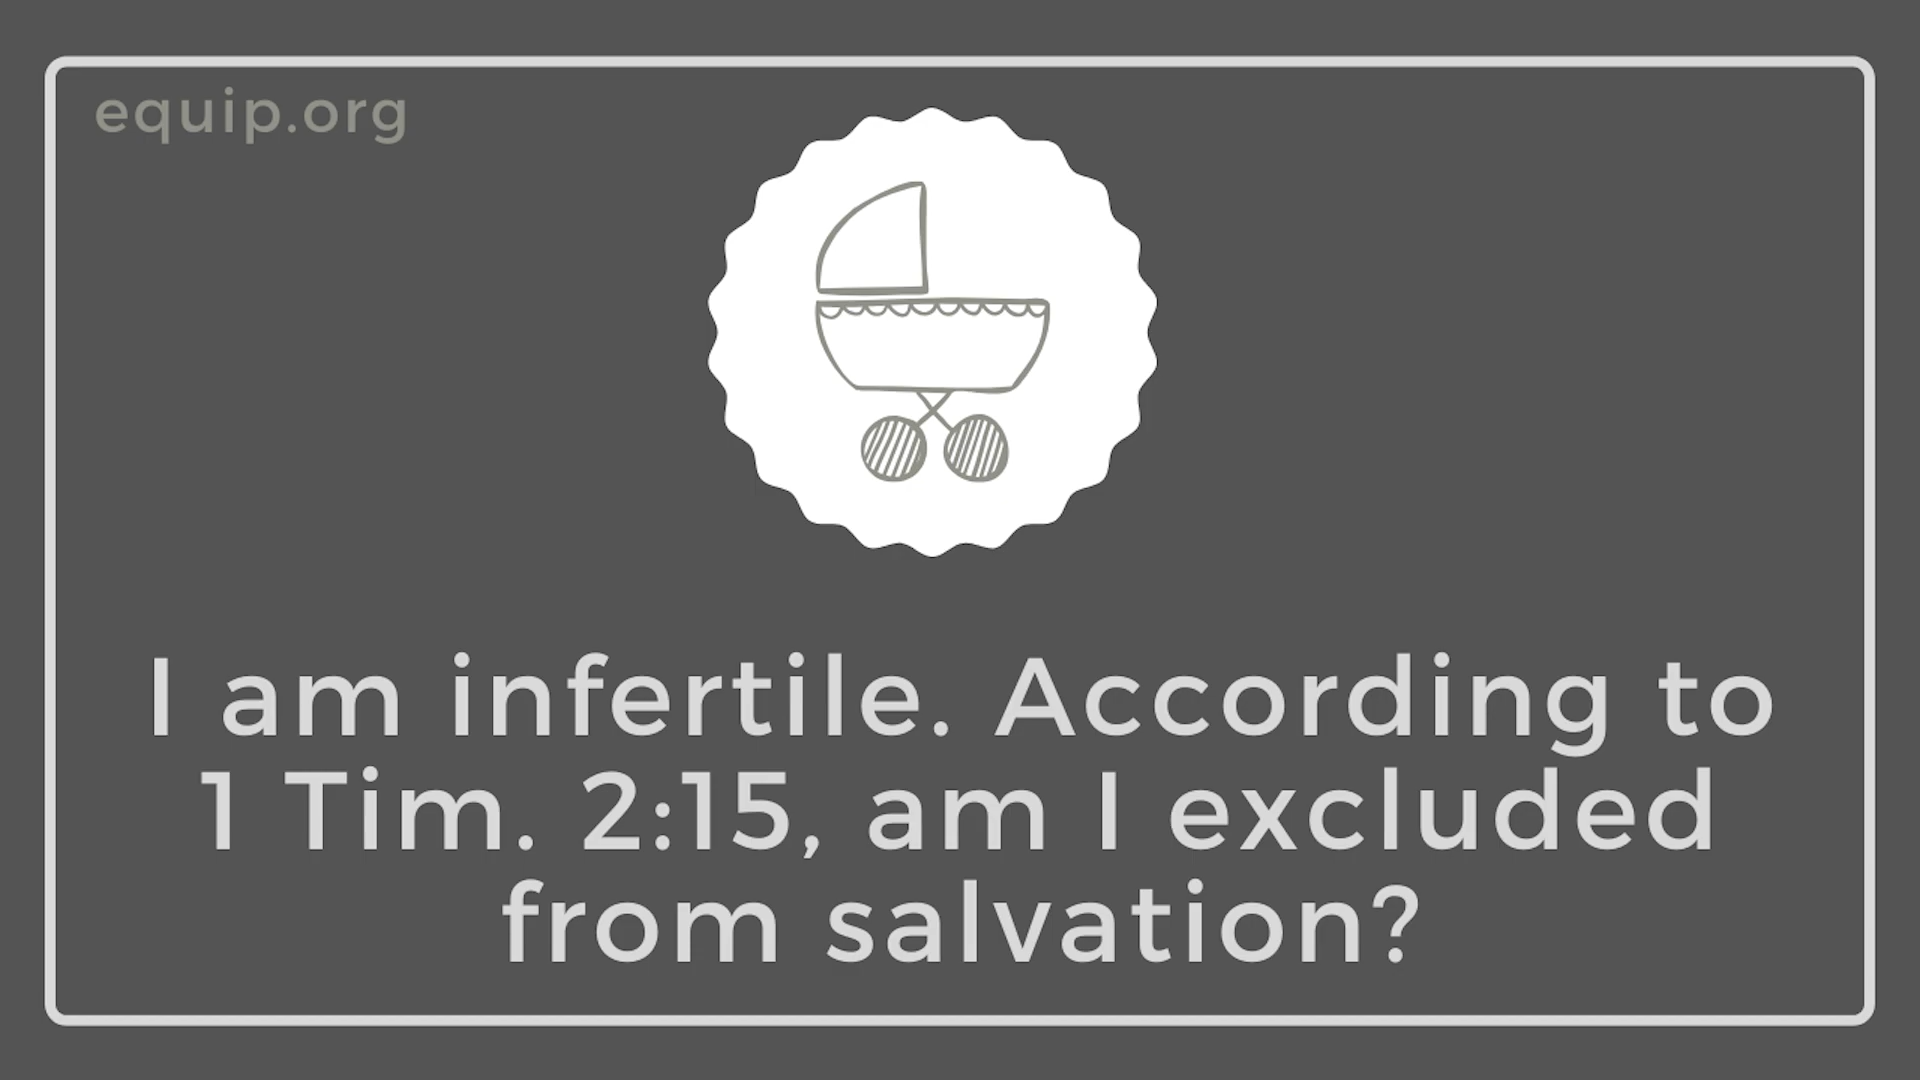 equip.org
I am infertile. According to
1 Tim. 2:15, am I excluded
from salvation?